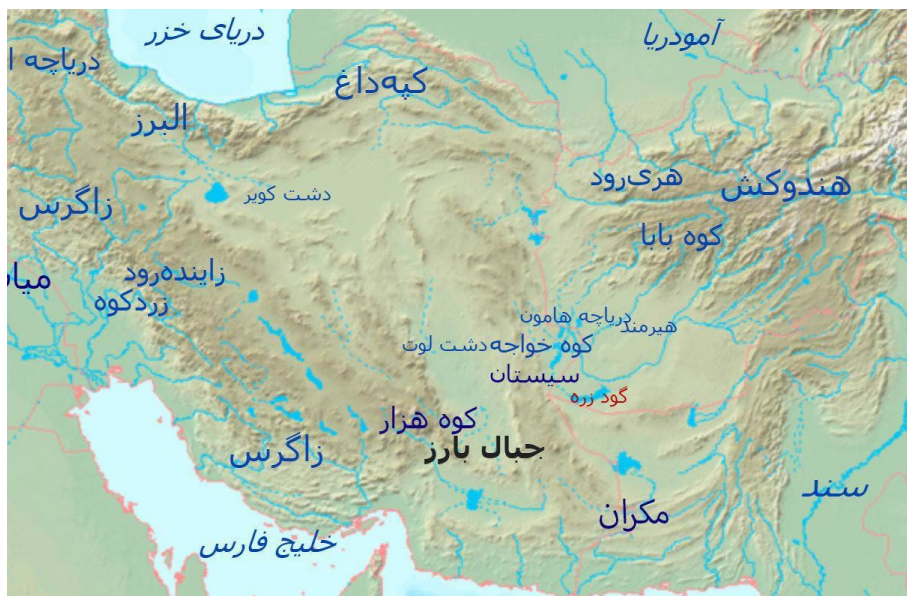 دریای خزر
آمودریا
دریاچه ا
کپه‌داغ
البرز
هری‌رود
هندوکش
دشت کویر
زاگرس
کوه بابا
زاینده‌رود
میا
زردکوه
دریاچه هامون
هیرمند
کوه خواجه
دشت لوت
سیستان
گود زره
کوه هزار
جبال بارز
زاگرس
سند
مکران
خلیج فارس